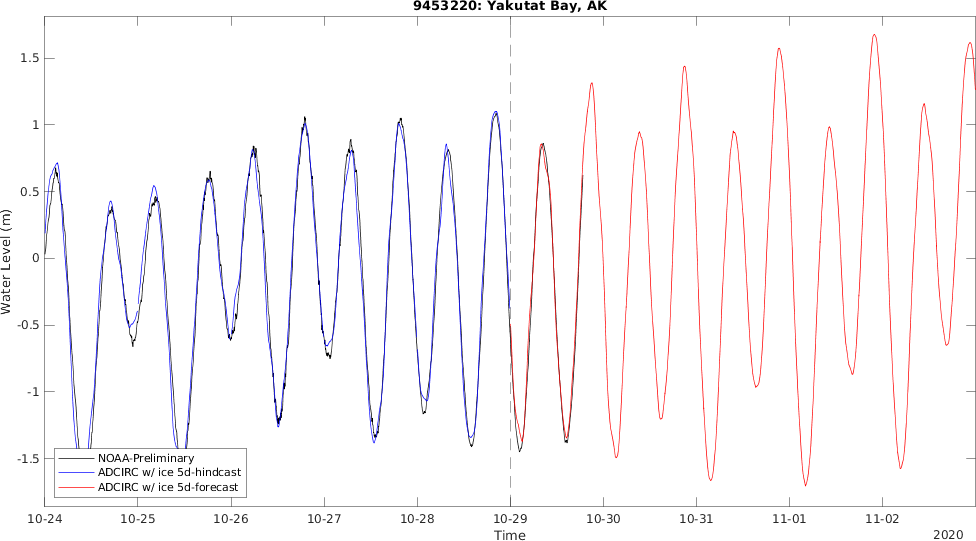 9453220: Yakutat Bay, AK
Water Level (m)
1.5
1
0.5
0
-0.5
-1
-1.5
NOAA-Preliminary
ADCIRC w/ ice 5d-hindcast
ADCIRC w/ ice 5d-forecast
10-24 10-25 10-26 10-27 10-28 10-29 10-30 10-31 11-01 11-02
Time
2020